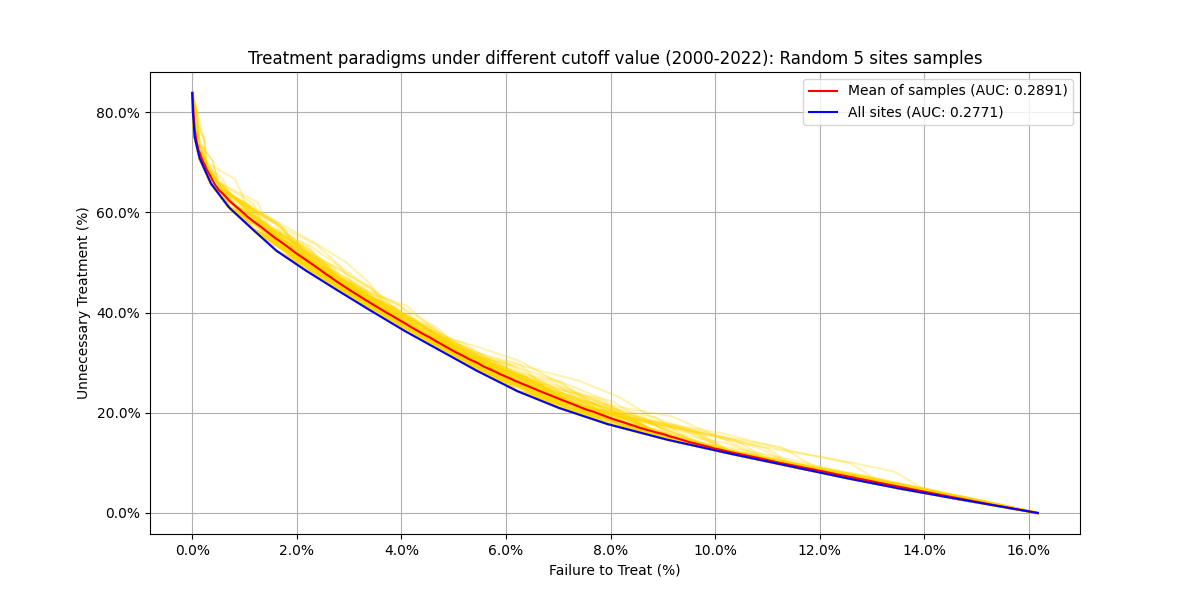 Treatment paradigms under different cutoff value (2000-2022): Random 5 sites samples
Mean of samples (AUC: 0.2891)
All sites (AUC: 0.2771)
Unnecessary Treatment (%)
80.0%
60.0%
40.0%
20.0%
0.0%
0.0% 2.0% 4.0% 6.0% 8.0% 10.0% 12.0% 14.0% 16.0%
Failure to Treat (%)